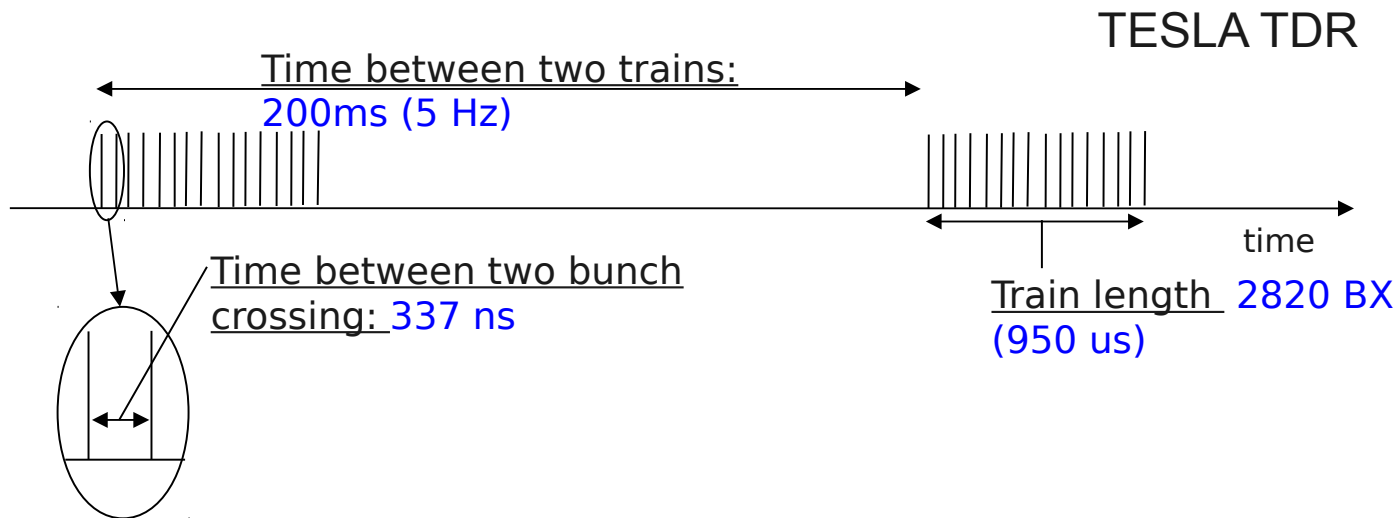 TESLA TDR
Time between two trains:
200ms (5 Hz)
time
Time between two bunch
crossing: 337 ns
Train length 2820 BX
(950 us)